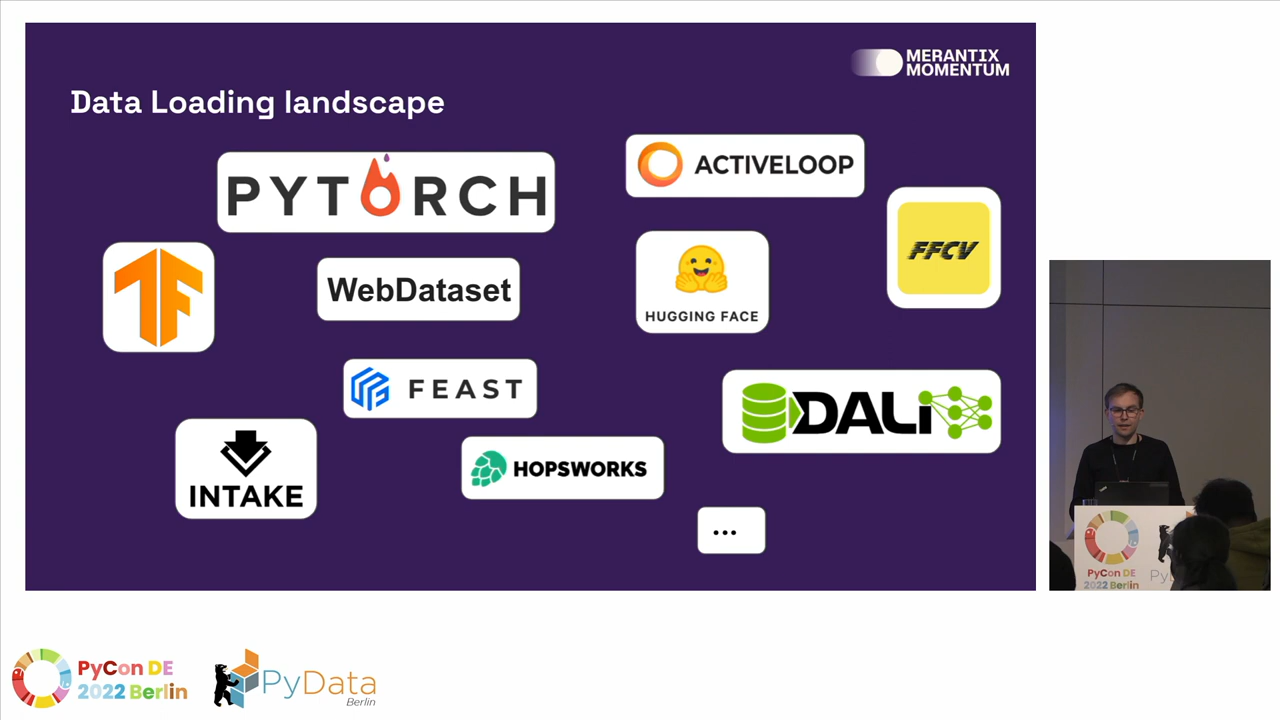 MERANTIX
MOMENTUM
Data Loading landscape
PYTORCH
ACTIVELOOP
FFCV
WebDataset
HUGGING FACE
FEAST
DALI
INTAKE
HOPSWORKS
...
PyCon DE
2022 Berlin
Py
PyCon DE
2022 Berlin
PyData
Berlin